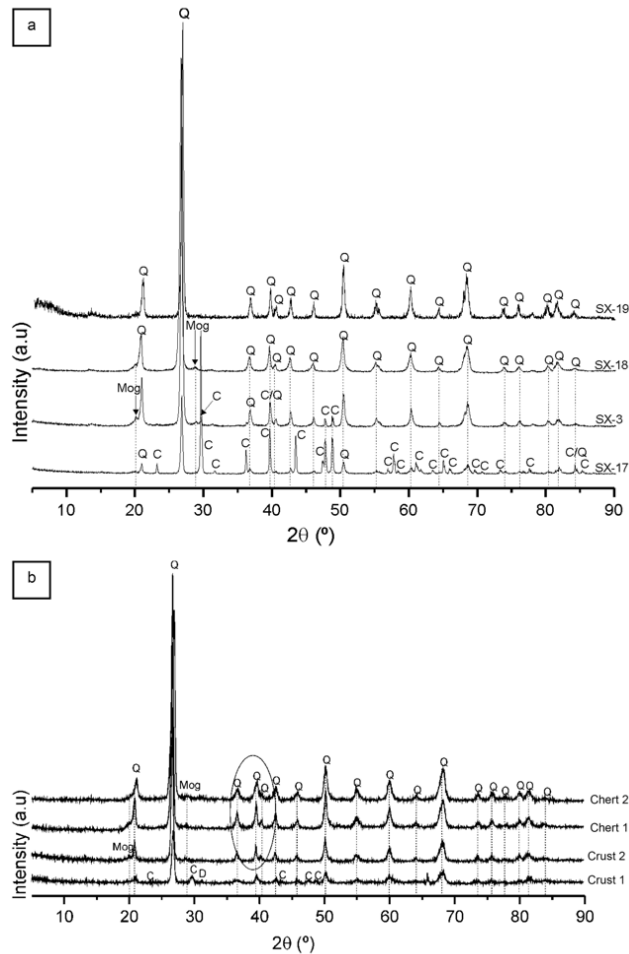 a
Q
Q Q Q Q Q Q Q Q Q Q Q Q Q Q Q Q
SX-19
Mog
Q Q Q Q Q Q Q Q Q Q Q Q Q Q Q
SX-18
Mog C Q C/Q C C
SX-3
Q C C C C C C C Q C C C C C C C C C C C/Q C
SX-17
Intensity (a.u)
10 20 30 40 50 60 70 80 90
2θ (º)
b
Q
Q Mog Q Q Q Q Q Q Q Q Q Q Q Q Q Q Q
Chert 2
Chert 1
Mog
Crust 2
C C D C C C
Crust 1
Intensity (a.u)
10 20 30 40 50 60 70 80 90
2θ (º)